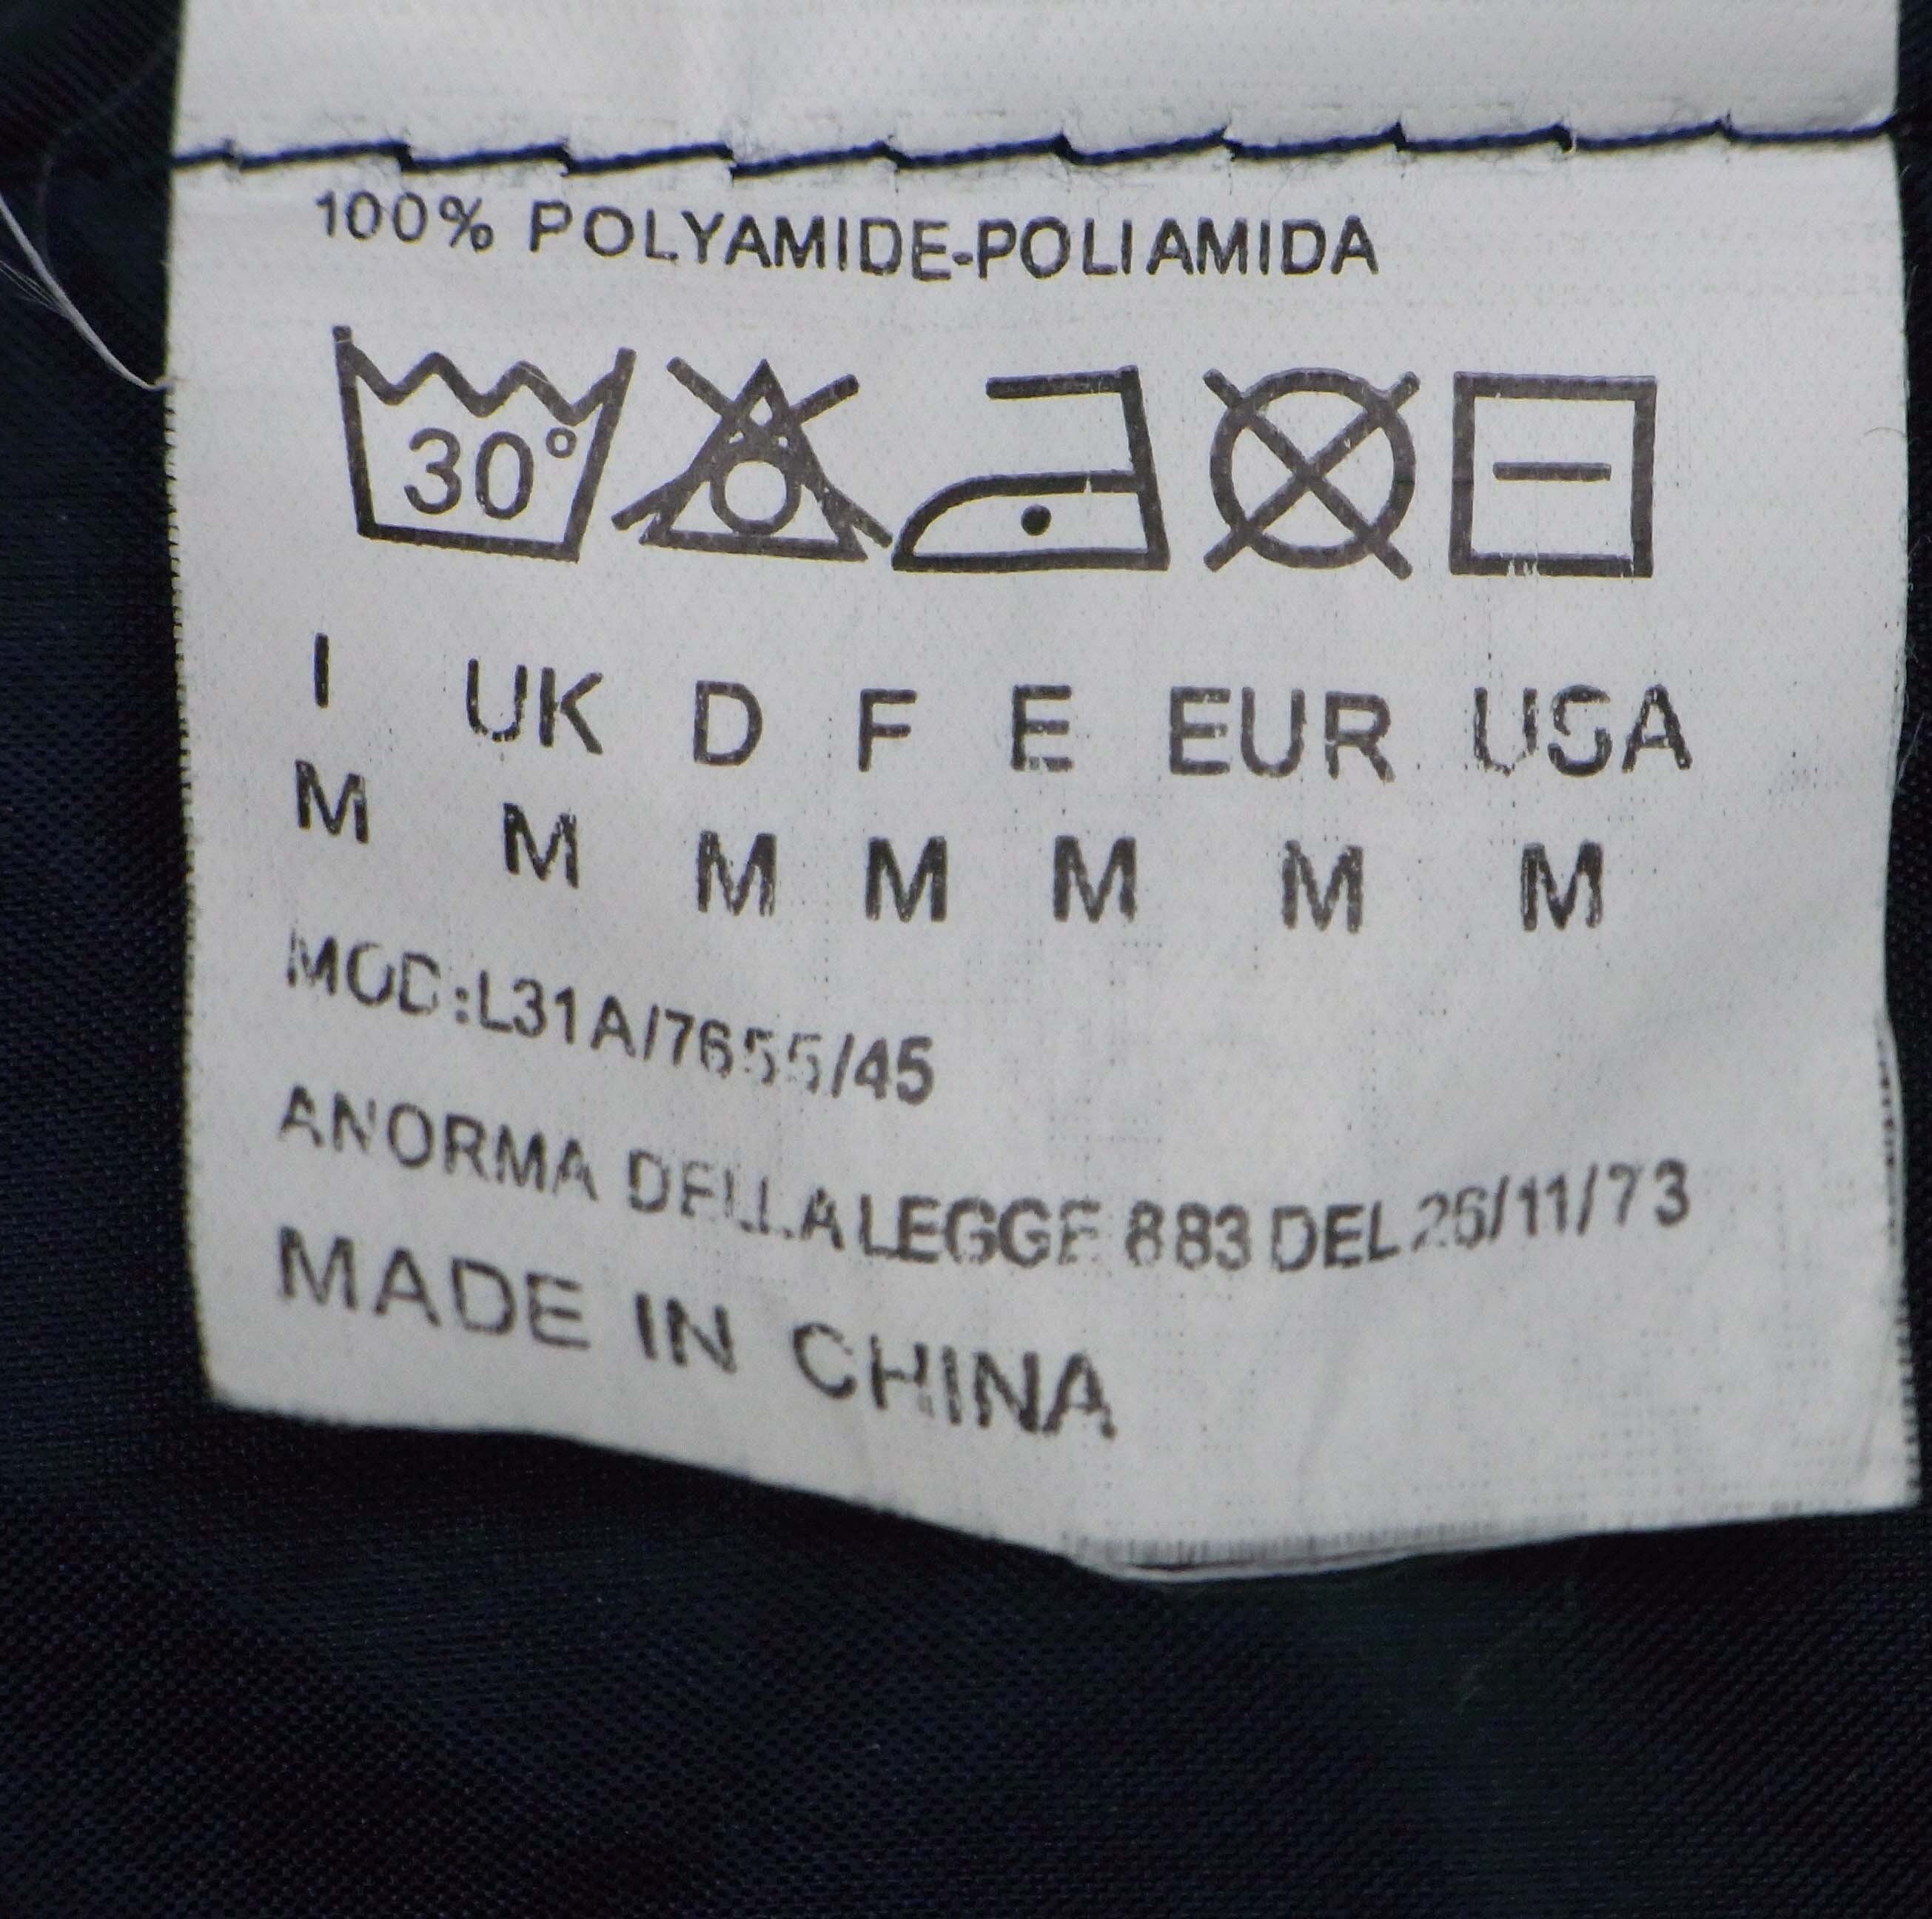 100% POLYAMIDE-POLIAMIDA
30°
I UK D F E EUR USA
M M M M M M M
MOD:L31A/7655/45
ANORMA DELLA LEGGE 883 DEL 26/11/73
MADE IN CHINA